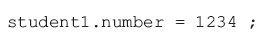 student1.number = 1234 ;